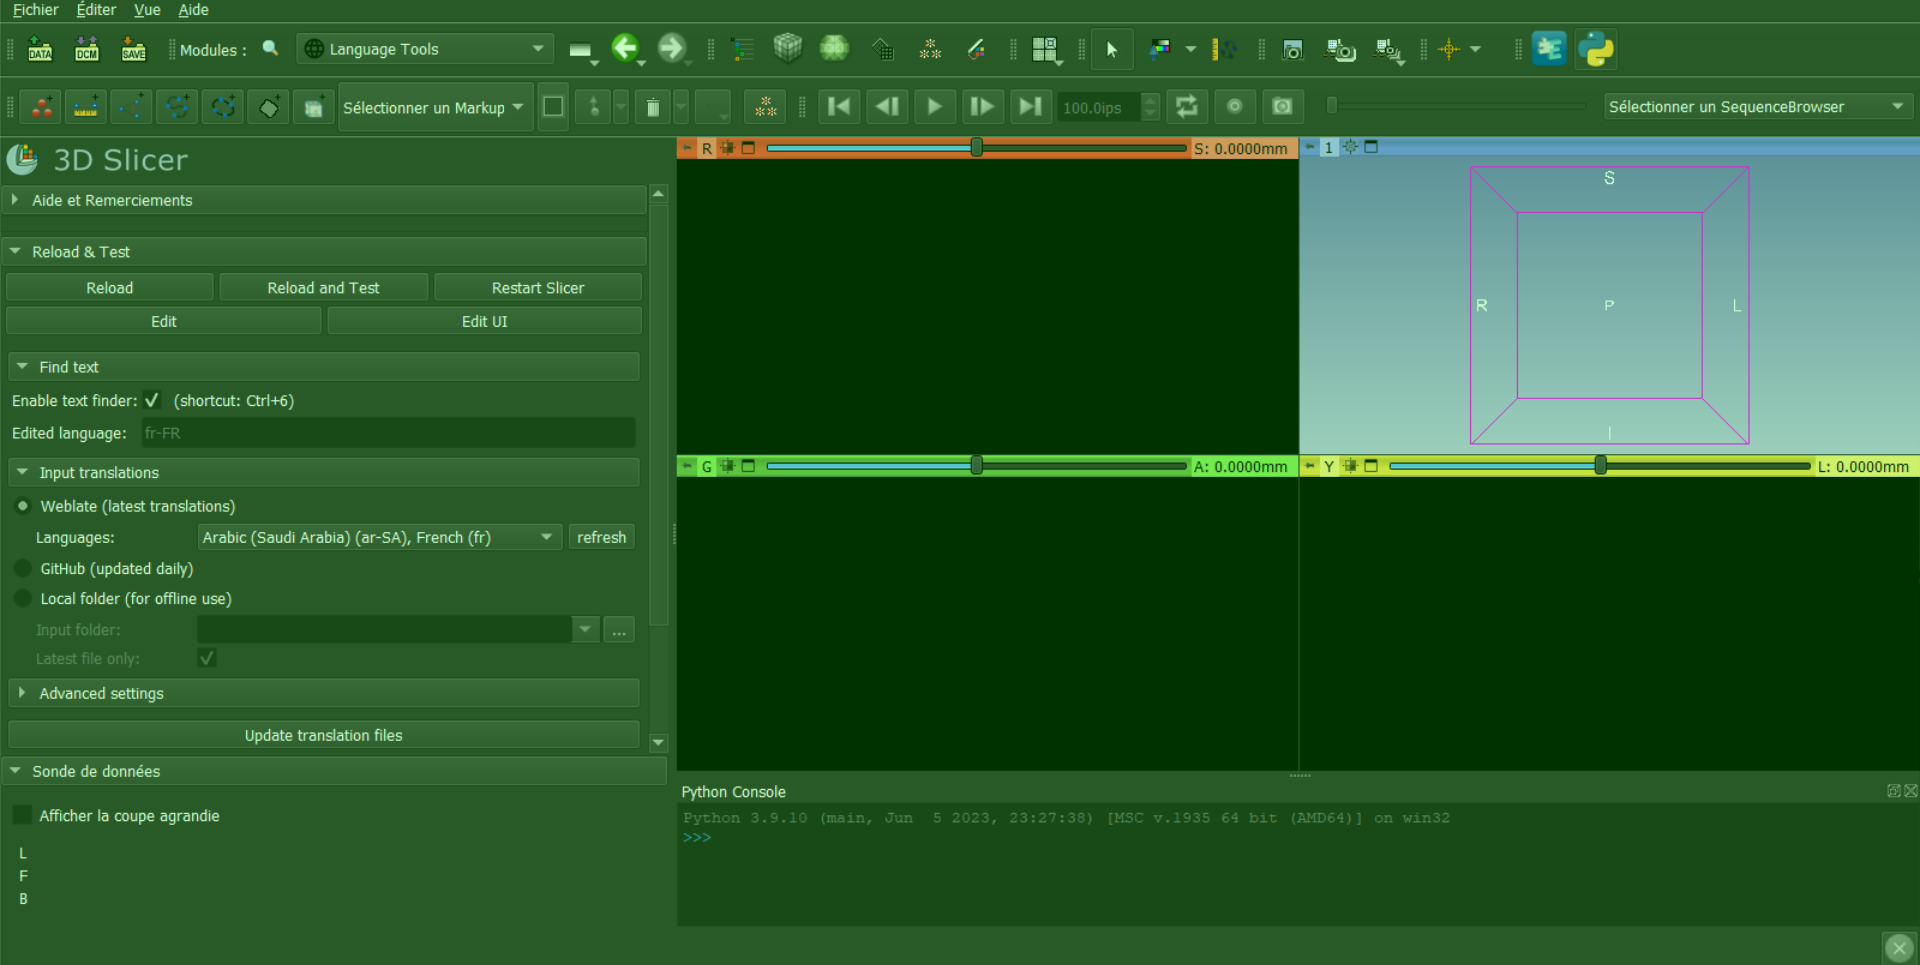 Fichier Éditer Vue Aide
DATA DCM SAVE Modules : Language Tools
Sélectionner un Markup 100.0ips Sélectionner un SequenceBrowser
3D Slicer
Aide et Remerciements
Reload & Test
Reload Reload and Test Restart Slicer
Edit Edit UI
Find text
Enable text finder: (shortcut: Ctrl+6)
Edited language: fr-FR
Input translations
Weblate (latest translations)
Languages: Arabic (Saudi Arabia) (ar-SA), French (fr) refresh
GitHub (updated daily)
Local folder (for offline use)
Input folder: ...
Latest file only:
Advanced settings
Update translation files
Sonde de données
Afficher la coupe agrandie
L
F
B
R S: 0.0000mm
1
S
R P L
I
G A: 0.0000mm
Y L: 0.0000mm
Python Console
Python 3.9.10 (main, Jun  5 2023, 23:27:38) [MSC v.1935 64 bit (AMD64)] on win32
>>>